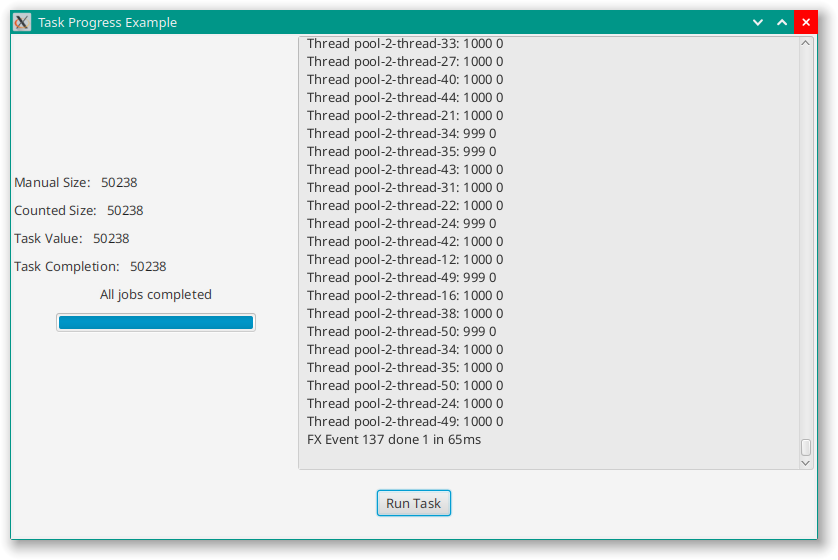 Task Progress Example
Manual Size: 50238
Counted Size: 50238
Task Value: 50238
Task Completion: 50238
All jobs completed
Thread pool-2-thread-33: 1000 0
Thread pool-2-thread-27: 1000 0
Thread pool-2-thread-40: 1000 0
Thread pool-2-thread-44: 1000 0
Thread pool-2-thread-21: 1000 0
Thread pool-2-thread-34: 999 0
Thread pool-2-thread-35: 999 0
Thread pool-2-thread-43: 1000 0
Thread pool-2-thread-31: 1000 0
Thread pool-2-thread-22: 1000 0
Thread pool-2-thread-24: 999 0
Thread pool-2-thread-42: 1000 0
Thread pool-2-thread-12: 1000 0
Thread pool-2-thread-49: 999 0
Thread pool-2-thread-16: 1000 0
Thread pool-2-thread-38: 1000 0
Thread pool-2-thread-50: 999 0
Thread pool-2-thread-34: 1000 0
Thread pool-2-thread-35: 1000 0
Thread pool-2-thread-50: 1000 0
Thread pool-2-thread-24: 1000 0
Thread pool-2-thread-49: 1000 0
FX Event 137 done 1 in 65ms
Run Task